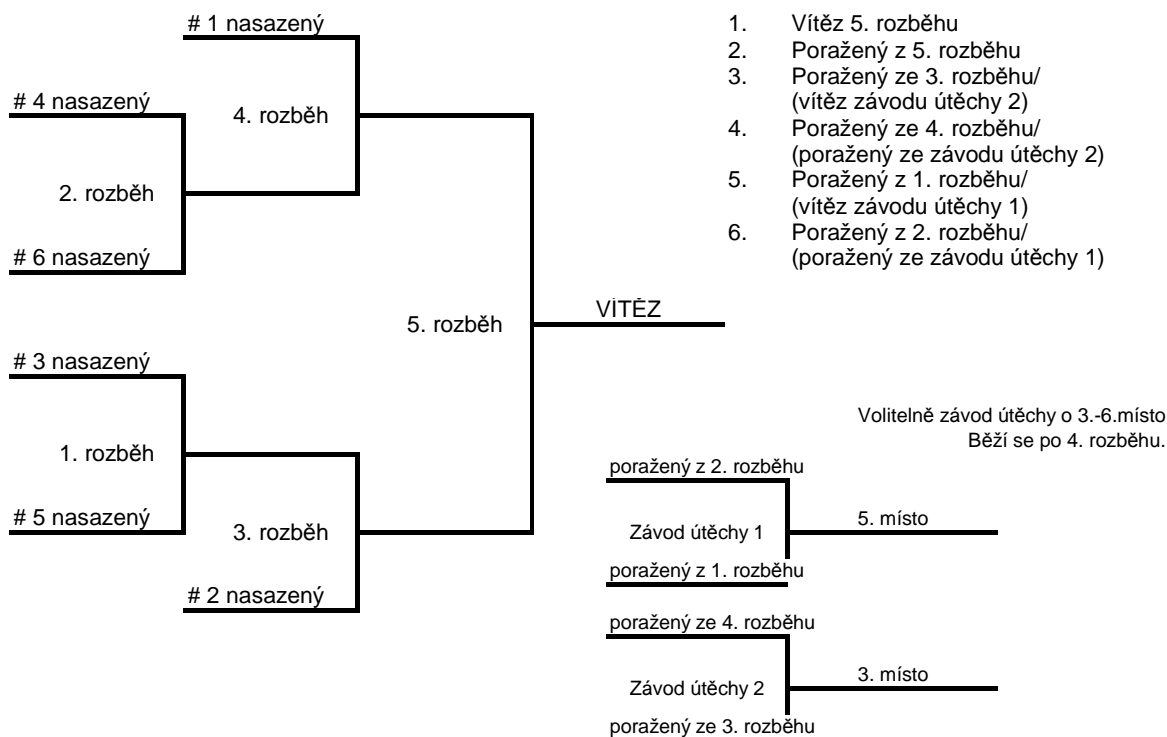 # 1 nasazený
# 4 nasazený
4. rozběh
2. rozběh
# 6 nasazený
5. rozběh
VÍTĚZ
# 3 nasazený
1. rozběh
# 5 nasazený
3. rozběh
# 2 nasazený
1. Vítěz 5. rozběhu
2. Poražený z 5. rozběhu
3. Poražený ze 3. rozběhu/
(vítěz závodu útěchy 2)
4. Poražený ze 4. rozběhu/
(poražený ze závodu útěchy 2)
5. Poražený z 1. rozběhu/
(vítěz závodu útěchy 1)
6. Poražený z 2. rozběhu/
(poražený ze závodu útěchy 1)
Volitelně závod útěchy o 3.-6.místo
Běží se po 4. rozběhu.
poražený z 2. rozběhu
Závod útěchy 1
5. místo
poražený z 1. rozběhu
poražený ze 4. rozběhu
Závod útěchy 2
3. místo
poražený ze 3. rozběhu